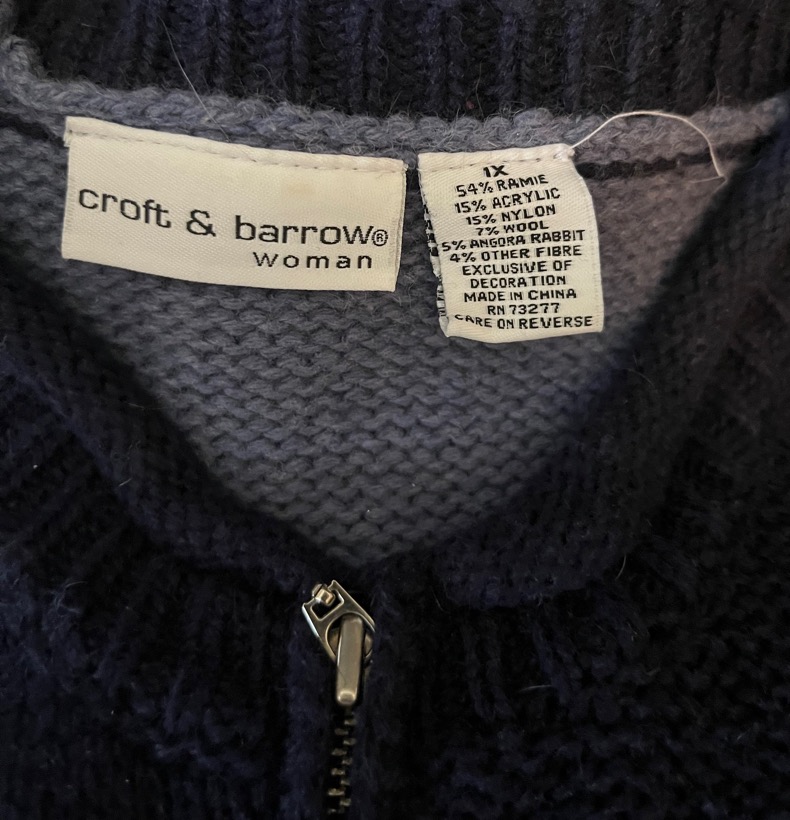 croft & barrow®
woman
1X
54% RAMIE
15% ACRYLIC
15% NYLON
7% WOOL
5% ANGORA RABBIT
4% OTHER FIBRE
EXCLUSIVE OF
DECORATION
MADE IN CHINA
RN 73277
CARE ON REVERSE